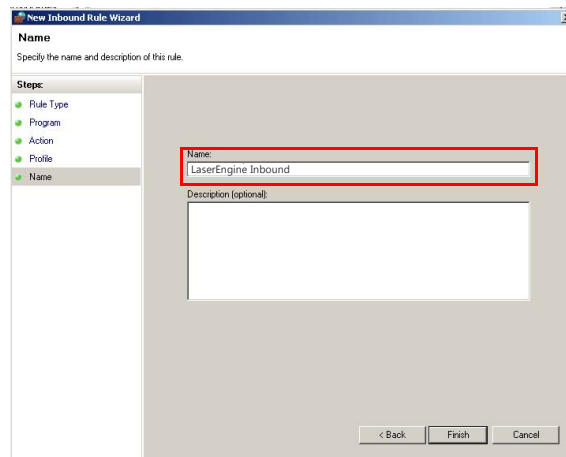 New Inbound Rule Wizard
Name
Specify the name and description of this rule.
Steps:
Rule Type
Program
Action
Profile
Name
Name:
LaserEngine Inbound
Description (optional):
< Back
Finish
Cancel